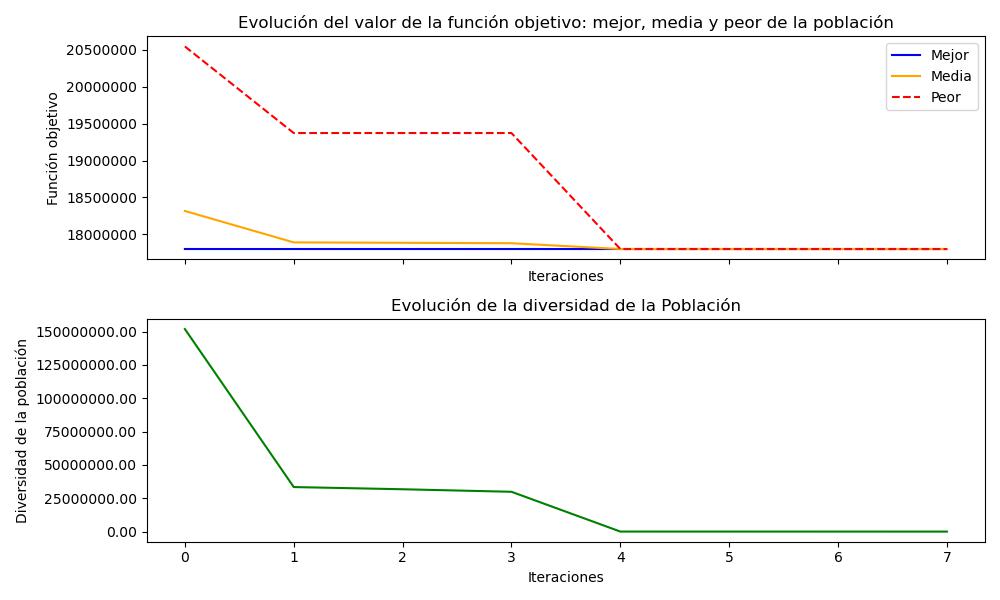 Evolución del valor de la función objetivo: mejor, media y peor de la población
Función objetivo
20500000
20000000
19500000
19000000
18500000
18000000
Mejor
Media
Peor
Iteraciones
Evolución de la diversidad de la Población
Diversidad de la población
150000000.00
125000000.00
100000000.00
75000000.00
50000000.00
25000000.00
0.00
0 1 2 3 4 5 6 7
Iteraciones